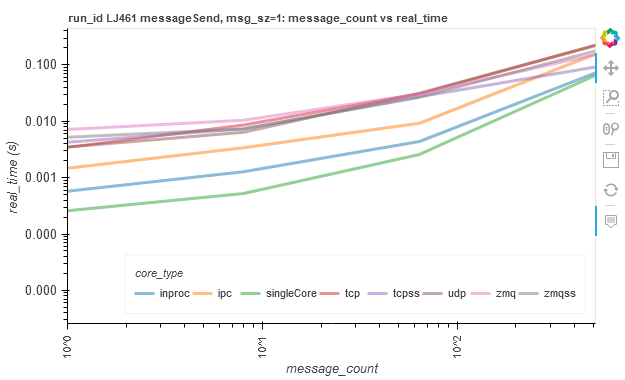 run_id LJ461 messageSend, msg_sz=1: message_count vs real_time
0.100
0.010
0.001
0.000
0.000
real_time (s)
core_type
inproc ipc singleCore tcp tcpss udp zmq zmqss
10^0 10^1 10^2
message_count